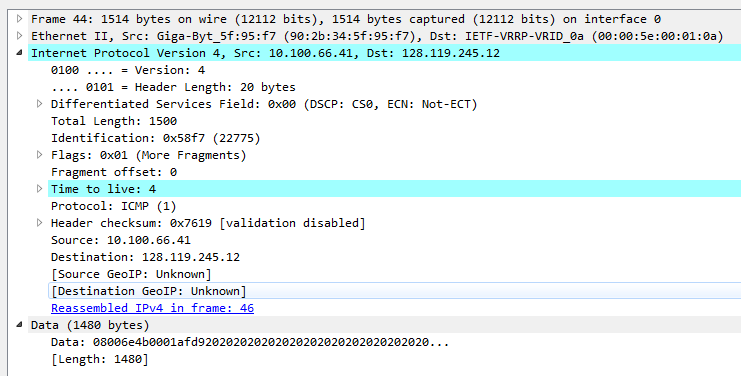 Frame 44: 1514 bytes on wire (12112 bits), 1514 bytes captured (12112 bits) on interface 0
Ethernet II, Src: Giga-Byt_5f:95:f7 (90:2b:34:5f:95:f7), Dst: IETF-VRRP-VRID_0a (00:00:5e:00:01:0a)
Internet Protocol Version 4, Src: 10.100.66.41, Dst: 128.119.245.12
0100 .... = Version: 4
.... 0101 = Header Length: 20 bytes
Differentiated Services Field: 0x00 (DSCP: CS0, ECN: Not-ECT)
Total Length: 1500
Identification: 0x58f7 (22775)
Flags: 0x01 (More Fragments)
Fragment offset: 0
Time to live: 4
Protocol: ICMP (1)
Header checksum: 0x7619 [validation disabled]
Source: 10.100.66.41
Destination: 128.119.245.12
[Source GeoIP: Unknown]
[Destination GeoIP: Unknown]
Reassembled IPv4 in frame: 46
Data (1480 bytes)
Data: 08006e4b0001afd920202020202020202020202020202020...
[Length: 1480]